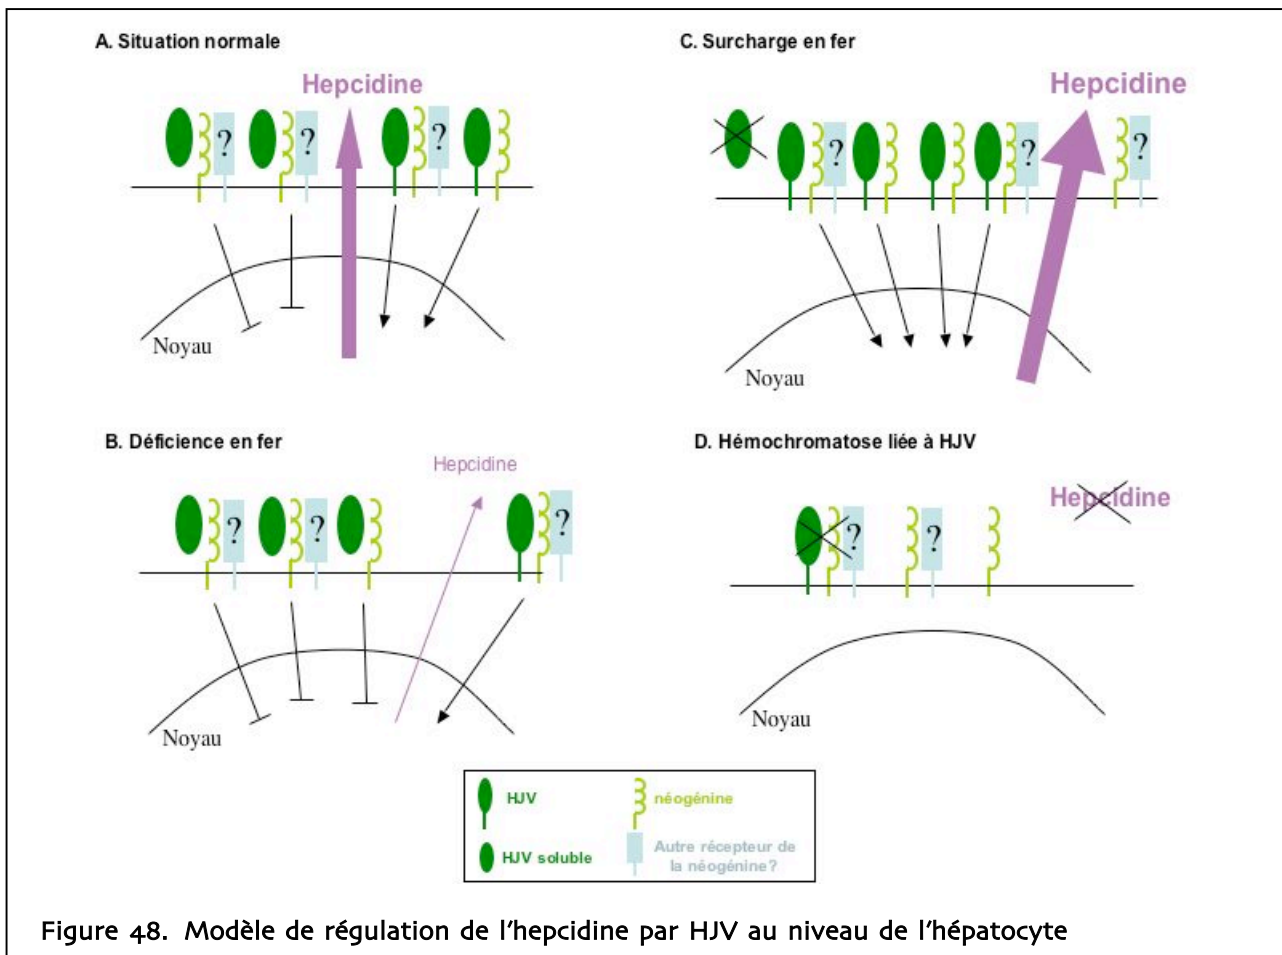 A. Situation normale
Hepcidine
? ? ?
Noyau
B. Déficience en fer
Hepcidine
? ? ?
Noyau
C. Surcharge en fer
Hepcidine
? ? ?
Noyau
D. Hémochromatose liée à HJV
Hepcidine
? ?
Noyau
HJV
néogénine
HJV soluble
Autre récepteur de
la néogénine?
Figure 48. Modèle de régulation de l'hepcidine par HJV au niveau de l'hépatocyte